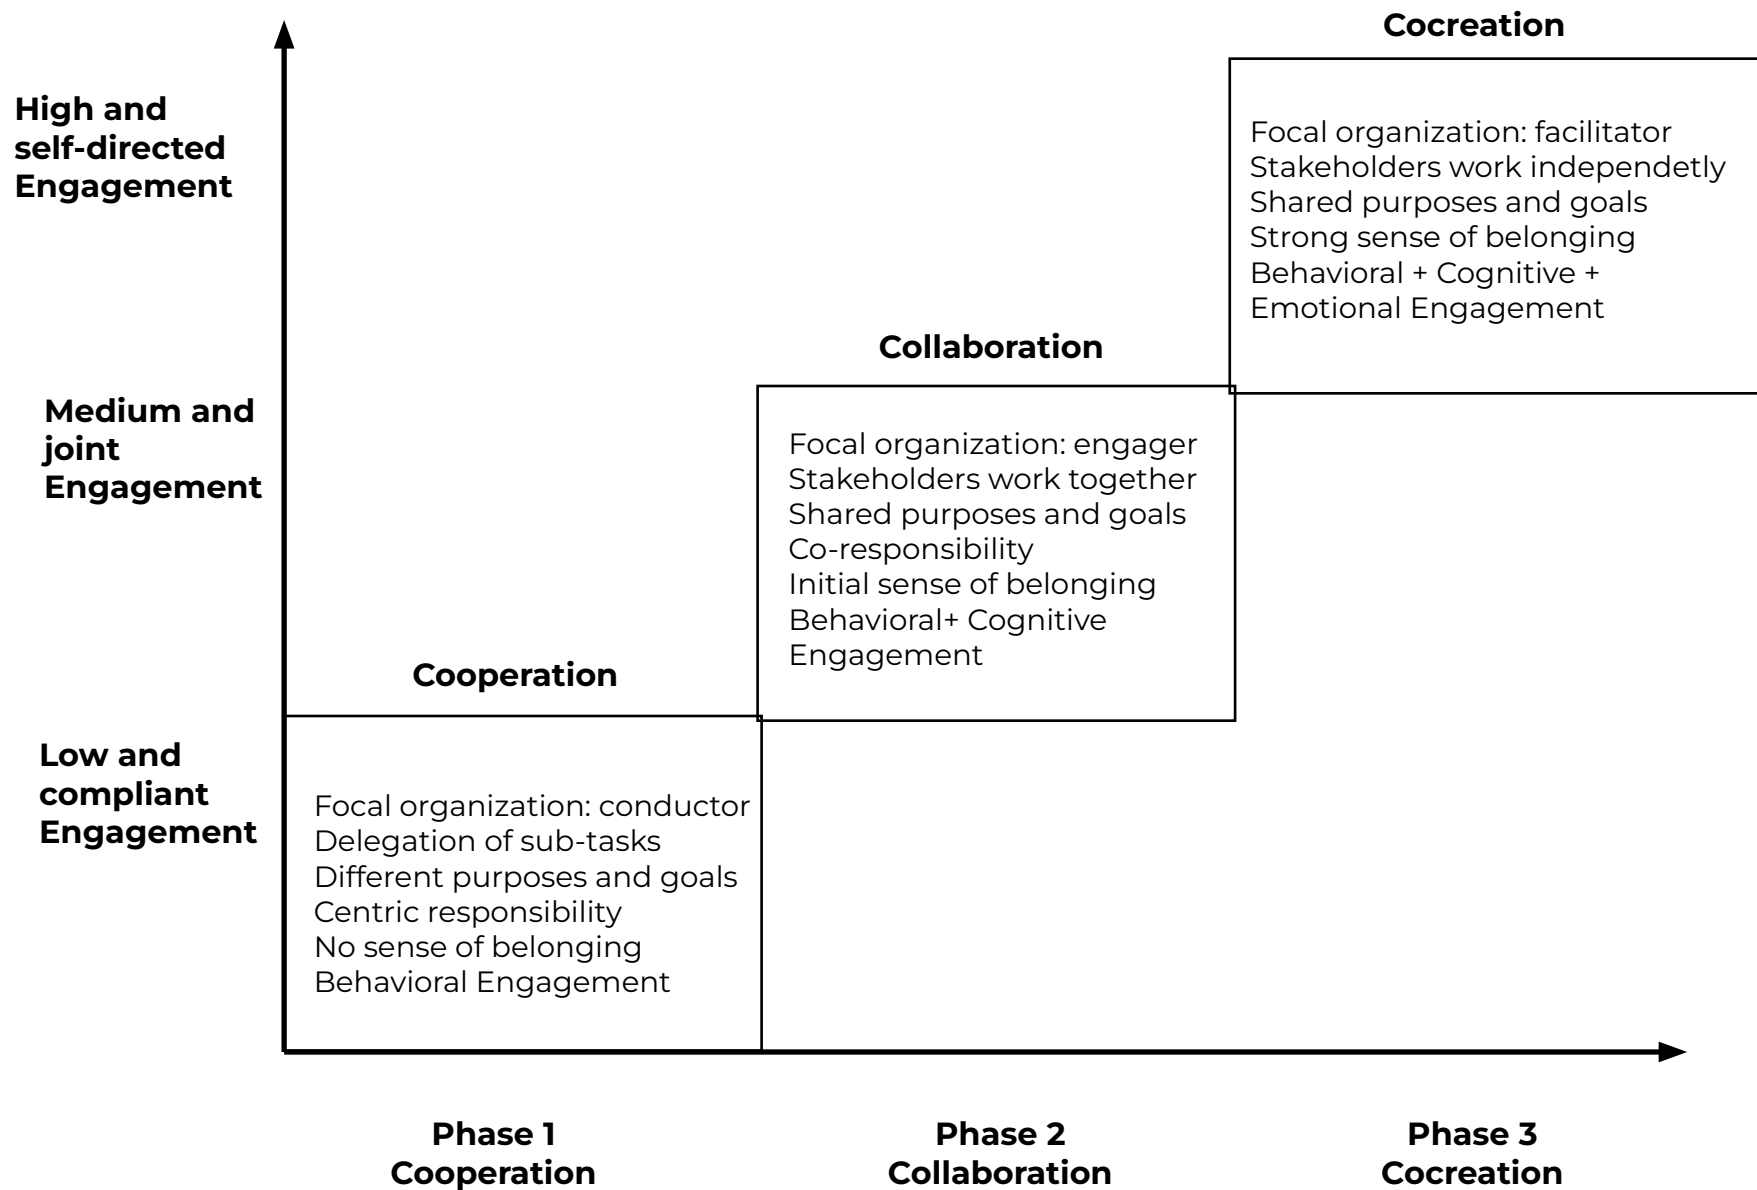 Cocreation
High and
self-directed
Engagement
Focal organization: facilitator
Stakeholders work independetly
Shared purposes and goals
Strong sense of belonging
Behavioral + Cognitive +
Emotional Engagement
Collaboration
Medium and
joint
Engagement
Focal organization: engager
Stakeholders work together
Shared purposes and goals
Co-responsibility
Initial sense of belonging
Behavioral+ Cognitive
Engagement
Cooperation
Low and
compliant
Engagement
Focal organization: conductor
Delegation of sub-tasks
Different purposes and goals
Centric responsibility
No sense of belonging
Behavioral Engagement
Phase 1
Cooperation
Phase 2
Collaboration
Phase 3
Cocreation